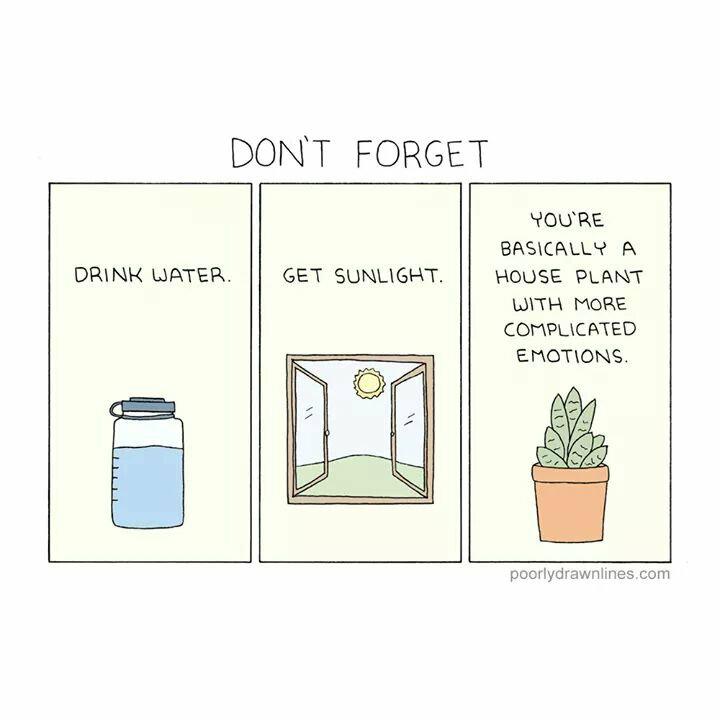 DON'T FORGET
DRINK WATER.
GET SUNLIGHT.
YOU'RE
BASICALLY A
HOUSE PLANT
WITH MORE
COMPLICATED
EMOTIONS.
poorlydrawnlines.com